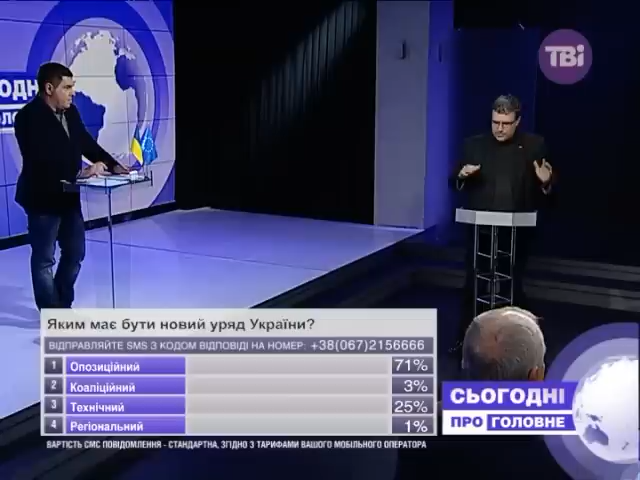 ТВі
ОДН
ОЛОВН
Яким має бути новий уряд України?
ВІДПРАВЛЯЙТЕ SMS З КОДОМ ВІДПОВІДІ НА НОМЕР: +38(067)2156666
1 Опозиційний 71%
2 Коаліційний 3%
3 Технічний 25%
4 Регіональний 1%
ВАРТІСТЬ СМС ПОВІДОМЛЕННЯ - СТАНДАРТНА, ЗГІДНО З ТАРИФАМИ ВАШОГО МОБІЛЬНОГО ОПЕРАТОРА
СЬОГОДНІ
ПРО ГОЛОВНЕ